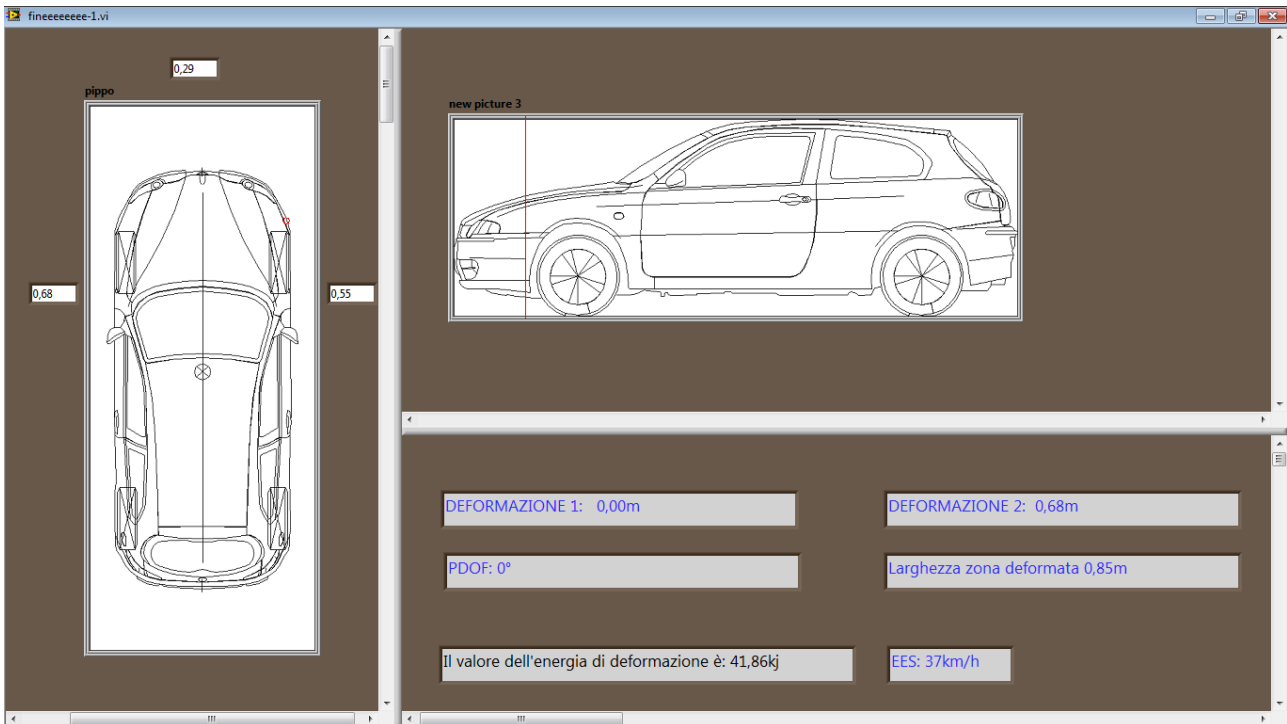 fineeeeeeee-1.vi
0,29
pippo
0,68
0,55
new picture 3
DEFORMAZIONE 1: 0,00m
DEFORMAZIONE 2: 0,68m
PDOF: 0°
Larghezza zona deformata 0,85m
Il valore dell'energia di deformazione è: 41,86kj
EES: 37km/h